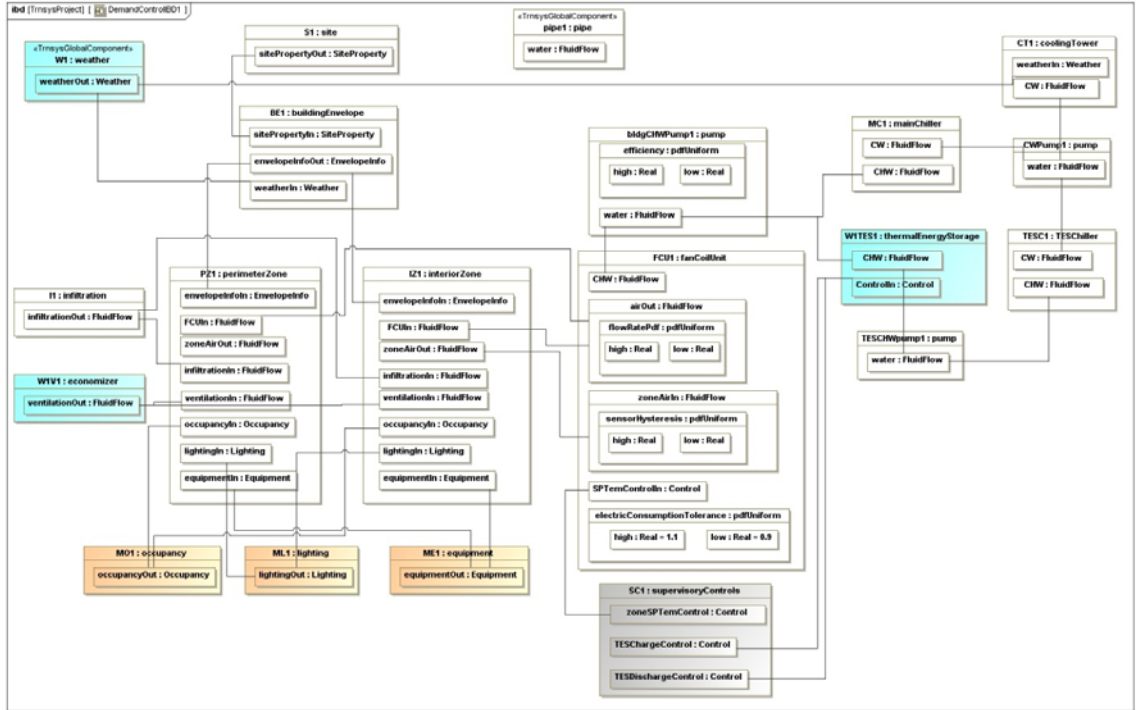 ibd [TrnsysProject] [ DemandControlBD1 ]
«TrnsysGlobalComponent»
W1 : weather
weatherOut : Weather
S1 : site
sitePropertyOut : SiteProperty
«TrnsysGlobalComponent»
pipe1 : pipe
water : FluidFlow
CT1 : coolingTower
weatherIn : Weather
CW : FluidFlow
BE1 : buildingEnvelope
sitePropertyIn : SiteProperty
envelopeInfoOut : EnvelopeInfo
weatherIn : Weather
bldgCHWPump1 : pump
efficiency : pdfUniform
high : Real
low : Real
water : FluidFlow
MC1 : mainChiller
CW : FluidFlow
CHW : FluidFlow
CWPump1 : pump
water : FluidFlow
W1TES1 : thermalEnergyStorage
CHW : FluidFlow
ControlIn : Control
TESC1 : TESChiller
CW : FluidFlow
CHW : FluidFlow
TESCHWpump1 : pump
water : FluidFlow
I1 : infiltration
infiltrationOut : FluidFlow
W1V1 : economizer
ventilationOut : FluidFlow
PZ1 : perimeterZone
envelopeInfoIn : EnvelopeInfo
FCUIn : FluidFlow
zoneAirOut : FluidFlow
infiltrationIn : FluidFlow
ventilationIn : FluidFlow
occupancyIn : Occupancy
lightingIn : Lighting
equipmentIn : Equipment
IZ1 : interiorZone
envelopeInfoIn : EnvelopeInfo
FCUIn : FluidFlow
zoneAirOut : FluidFlow
infiltrationIn : FluidFlow
ventilationIn : FluidFlow
occupancyIn : Occupancy
lightingIn : Lighting
equipmentIn : Equipment
FCU1 : fanCoilUnit
CHW : FluidFlow
airOut : FluidFlow
flowRatePdf : pdfUniform
high : Real
low : Real
zoneAirIn : FluidFlow
sensorHysteresis : pdfUniform
high : Real
low : Real
SPTemControlIn : Control
electricConsumptionTolerance : pdfUniform
high : Real = 1.1
low : Real = 0.9
MO1 : occupancy
occupancyOut : Occupancy
ML1 : lighting
lightingOut : Lighting
ME1 : equipment
equipmentOut : Equipment
SC1 : supervisoryControls
zoneSPTemControl : Control
TESChargeControl : Control
TESDischargeControl : Control